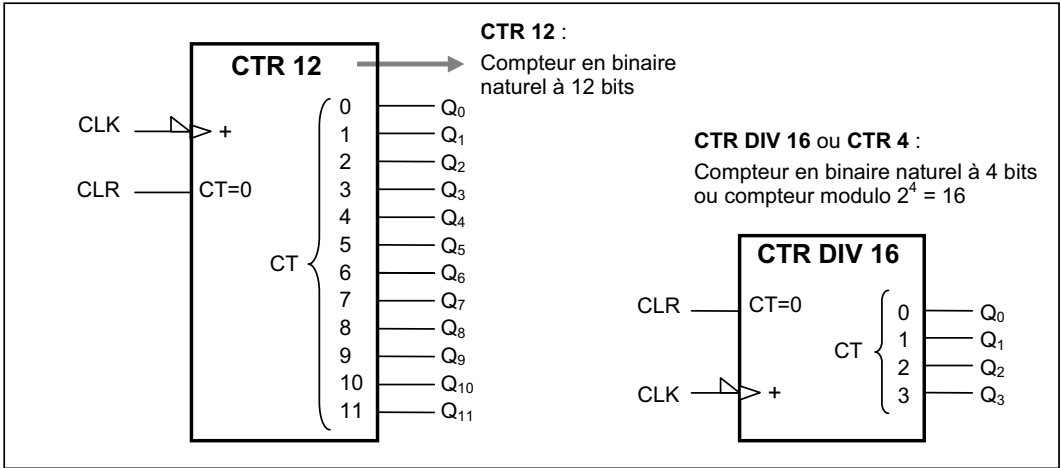 CTR 12 :
Compteur en binaire
naturel à 12 bits
CTR 12
CLK
+
CLR
CT=0
CT
0 Q0
1 Q1
2 Q2
3 Q3
4 Q4
5 Q5
6 Q6
7 Q7
8 Q8
9 Q9
10 Q10
11 Q11
CTR DIV 16 ou CTR 4 :
Compteur en binaire naturel à 4 bits
ou compteur modulo 2⁴ = 16
CTR DIV 16
CLR
CT=0
CT
0 Q0
1 Q1
2 Q2
3 Q3
CLK
+